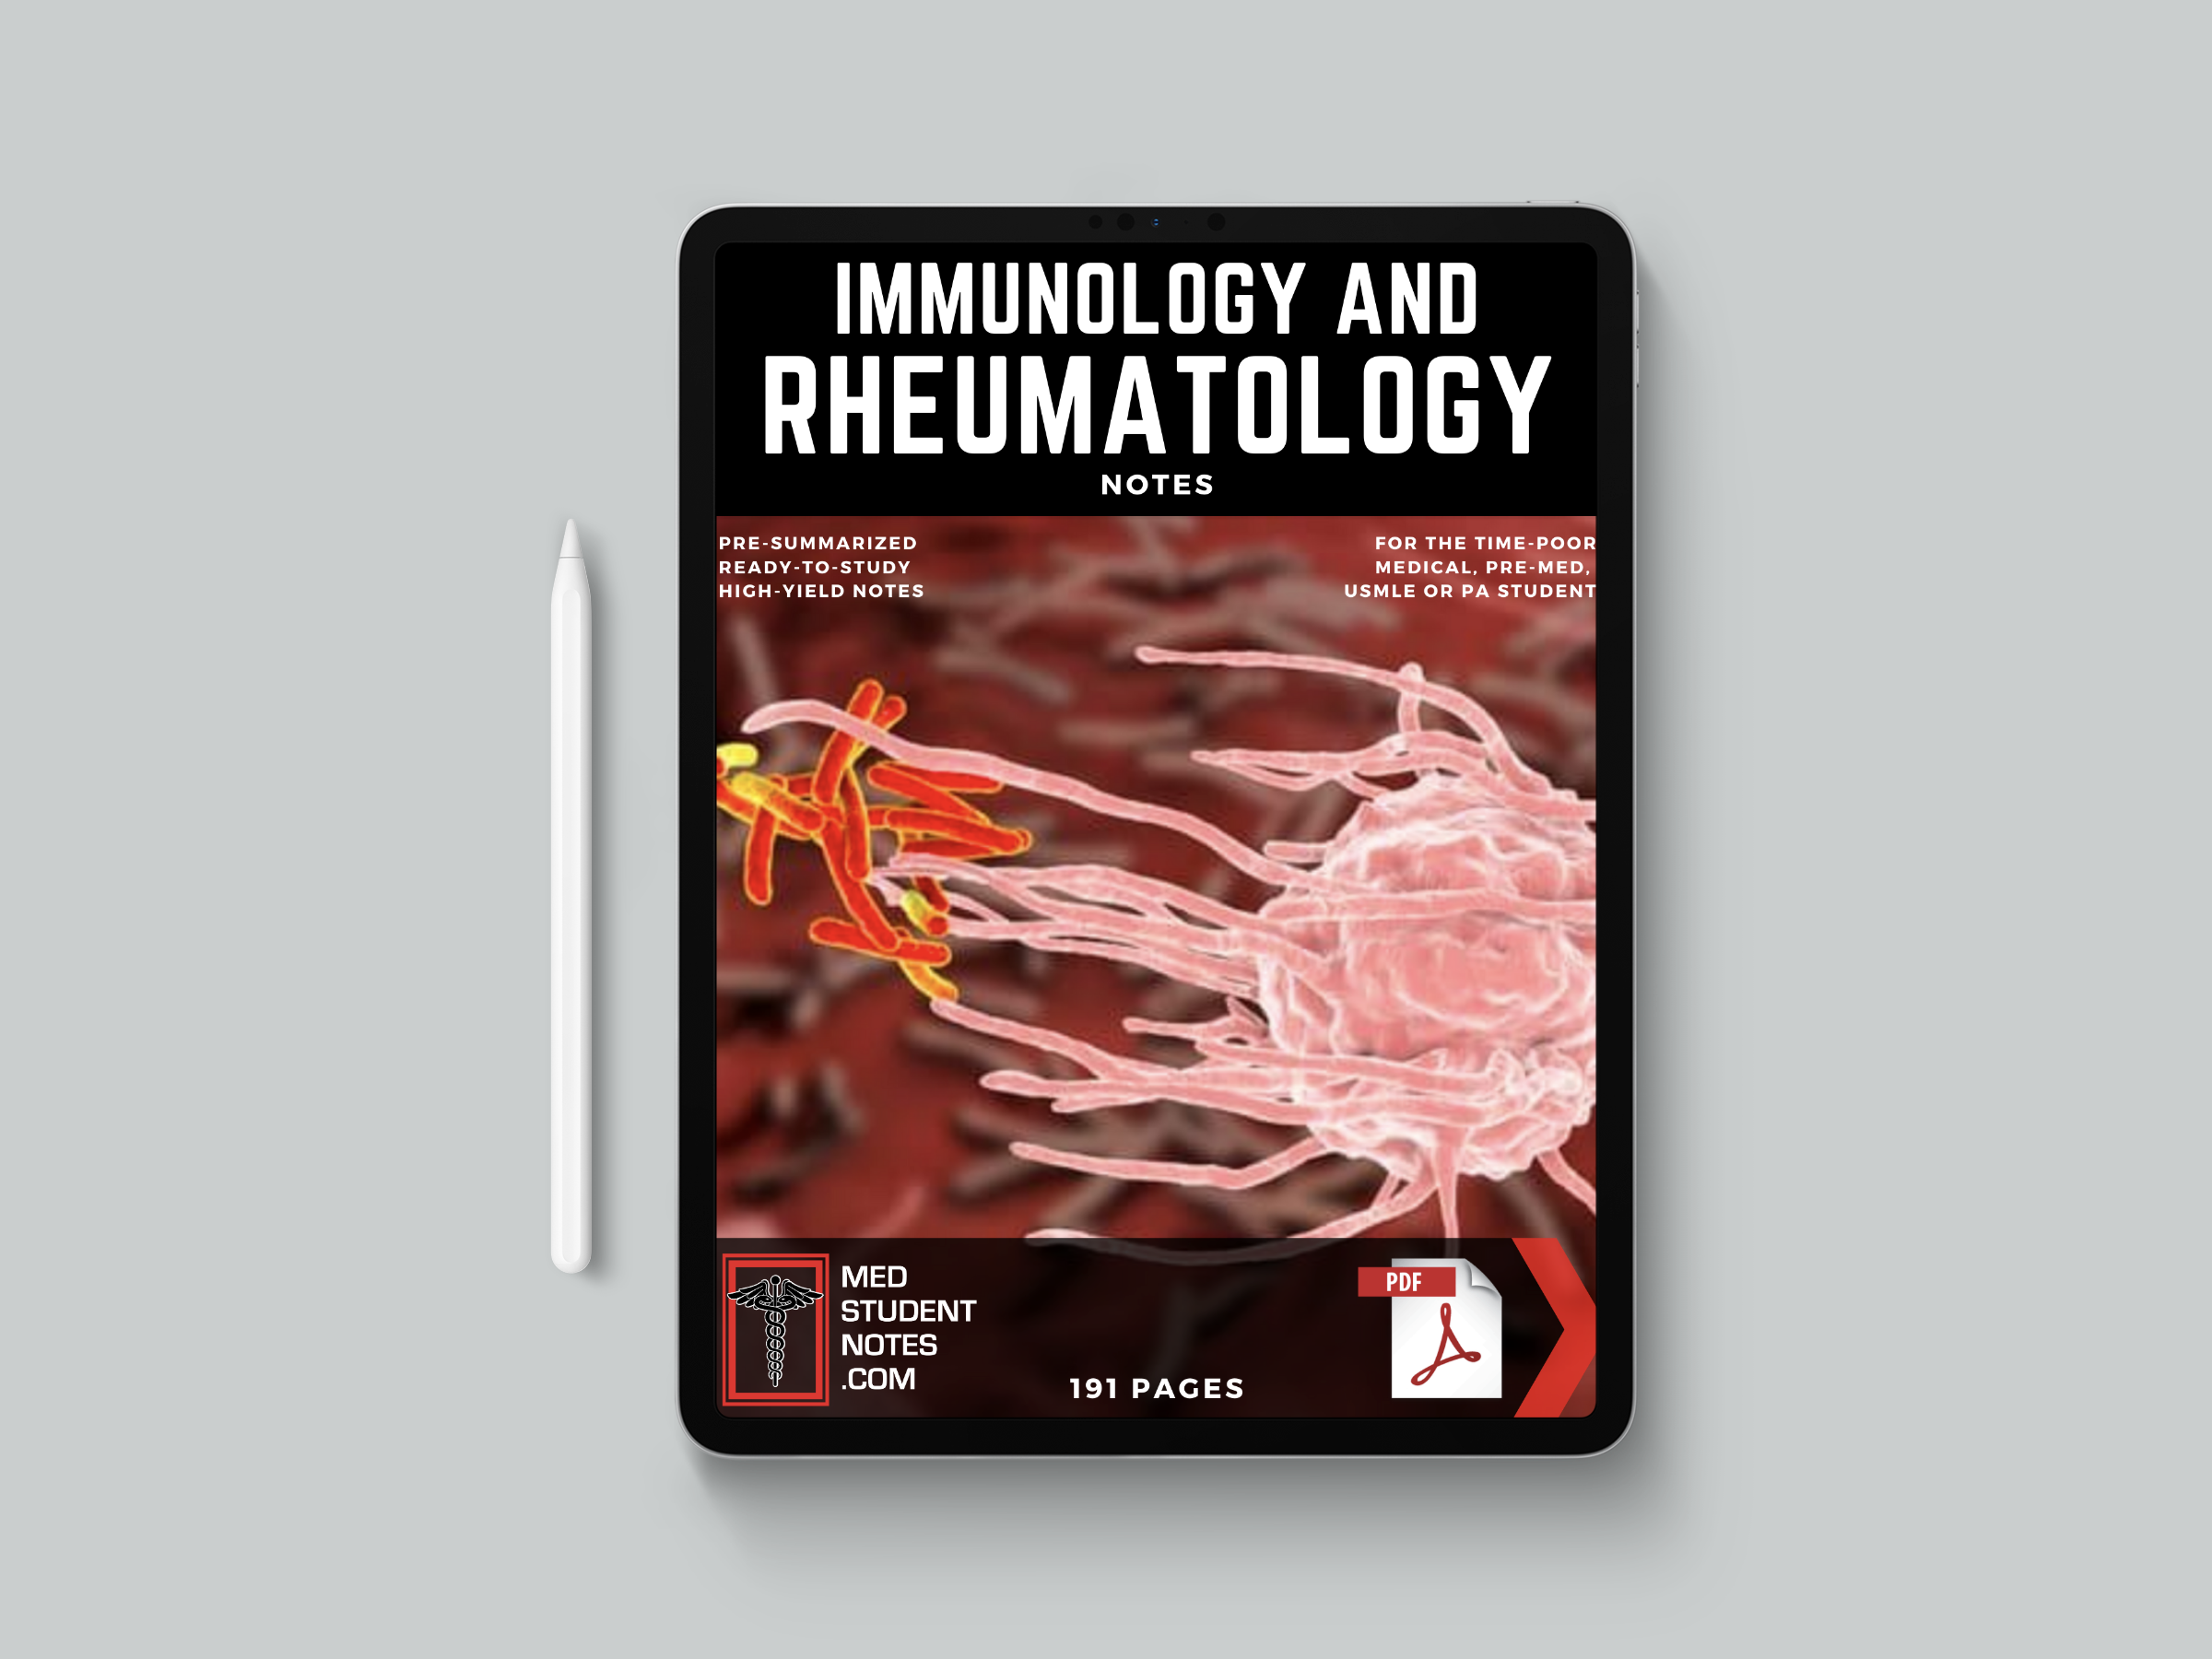 IMMUNOLOGY AND
RHEUMATOLOGY
NOTES
PRE-SUMMARIZED
READY-TO-STUDY
HIGH-YIELD NOTES
FOR THE TIME-POOR
MEDICAL, PRE-MED,
USMLE OR PA STUDENT
MED
STUDENT
NOTES
.COM
191 PAGES
PDF